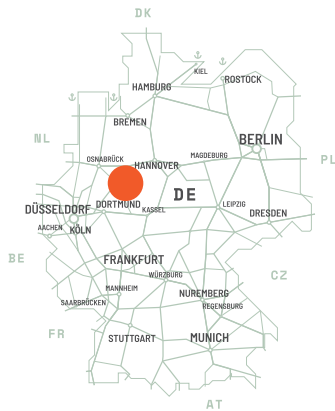 DK
KIEL
ROSTOCK
HAMBURG
BREMEN
NL
BERLIN
OSNABRÜCK
HANNOVER
MAGDEBURG
PL
DE
DÜSSELDORF
DORTMUND
KASSEL
LEIPZIG
DRESDEN
AACHEN
KÖLN
BE
FRANKFURT
WÜRZBURG
CZ
MANNHEIM
NUREMBERG
SAARBRÜCKEN
REGENSBURG
FR
STUTTGART
MUNICH
AT